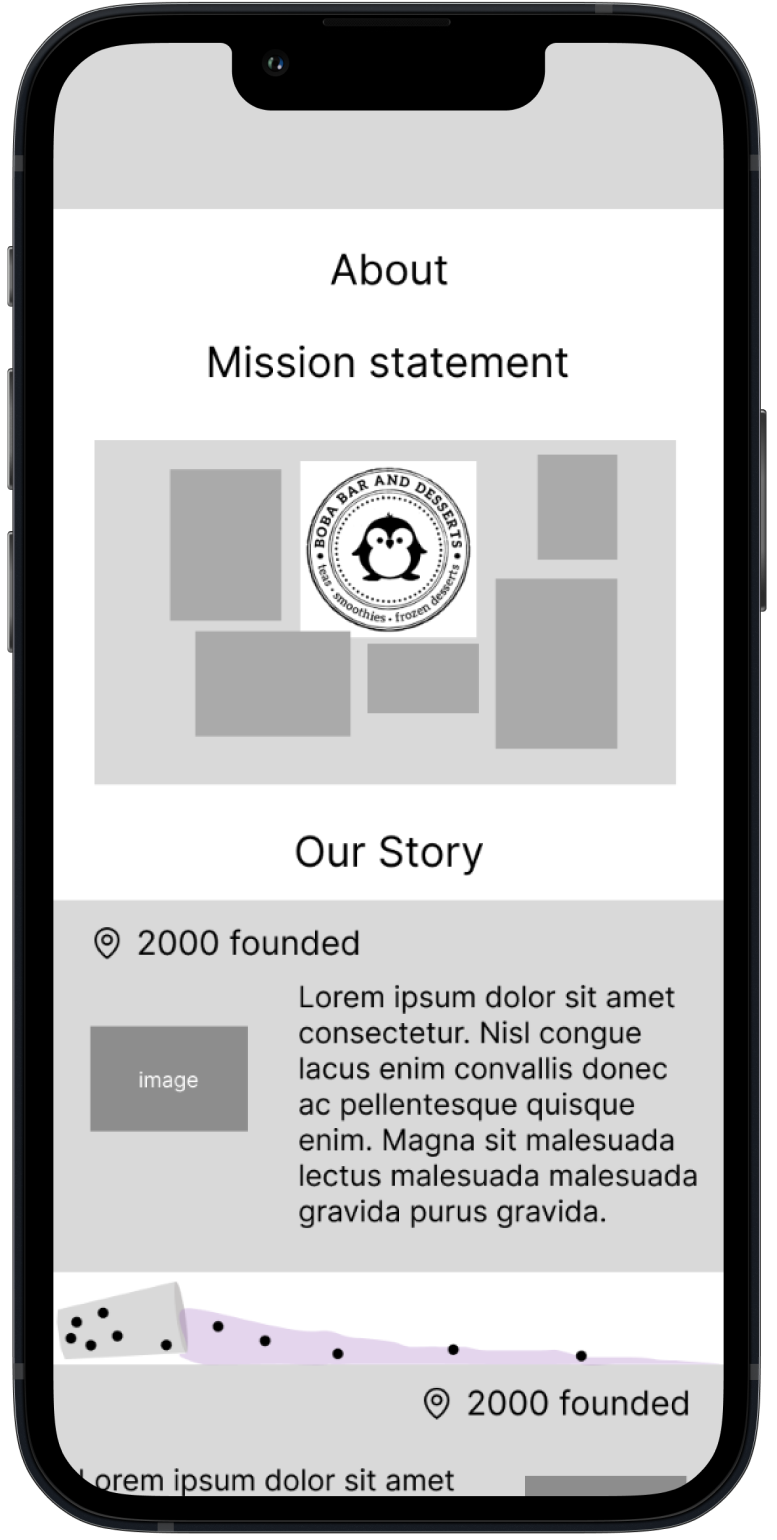 About
Mission statement
BOBA BAR AND DESSERTS
teas • smoothies • frozen desserts
Our Story
2000 founded
Lorem ipsum dolor sit amet
consectetur. Nisl congue
lacus enim convallis donec
ac pellentesque quisque
enim. Magna sit malesuada
lectus malesuada malesuada
gravida purus gravida.
image
2000 founded
Lorem ipsum dolor sit amet